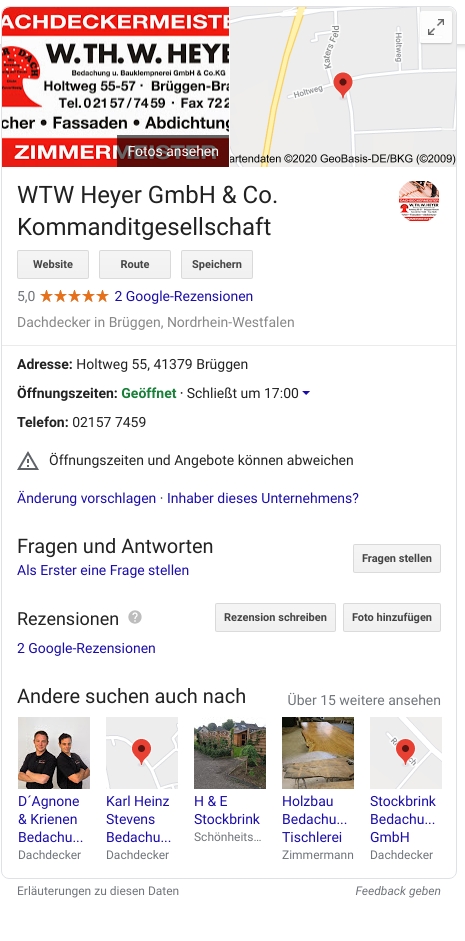 ACHDECKERMEISTE
R · DACH
W.TH.W. HEYE
Bedachung u. Bauklempnerei GmbH & Co.KG
Holtweg 55-57 · Brüggen-Bra
Tel. 02157/7459 · Fax 722
cher • Fassaden • Abdichtung
ZIMMERM
Fotos ansehen
Katers Feld
Holtweg
Holtweg
artendaten ©2020 GeoBasis-DE/BKG (©2009)
WTW Heyer GmbH & Co.
Kommanditgesellschaft
Website Route Speichern
5,0 ★★★★★ 2 Google-Rezensionen
Dachdecker in Brüggen, Nordrhein-Westfalen
Adresse: Holtweg 55, 41379 Brüggen
Öffnungszeiten: Geöffnet · Schließt um 17:00
Telefon: 02157 7459
Öffnungszeiten und Angebote können abweichen
Änderung vorschlagen · Inhaber dieses Unternehmens?
Fragen und Antworten
Fragen stellen
Als Erster eine Frage stellen
Rezensionen ? Rezension schreiben Foto hinzufügen
2 Google-Rezensionen
Andere suchen auch nach Über 15 weitere ansehen
D´Agnone
& Krienen
Bedachu...
Dachdecker
Karl Heinz
Stevens
Bedachu...
Dachdecker
H & E
Stockbrink
Schönheits…
Holzbau
Bedachu...
Tischlerei
Zimmermann
Stockbrink
Bedachu...
GmbH
Dachdecker
Erläuterungen zu diesen Daten Feedback geben